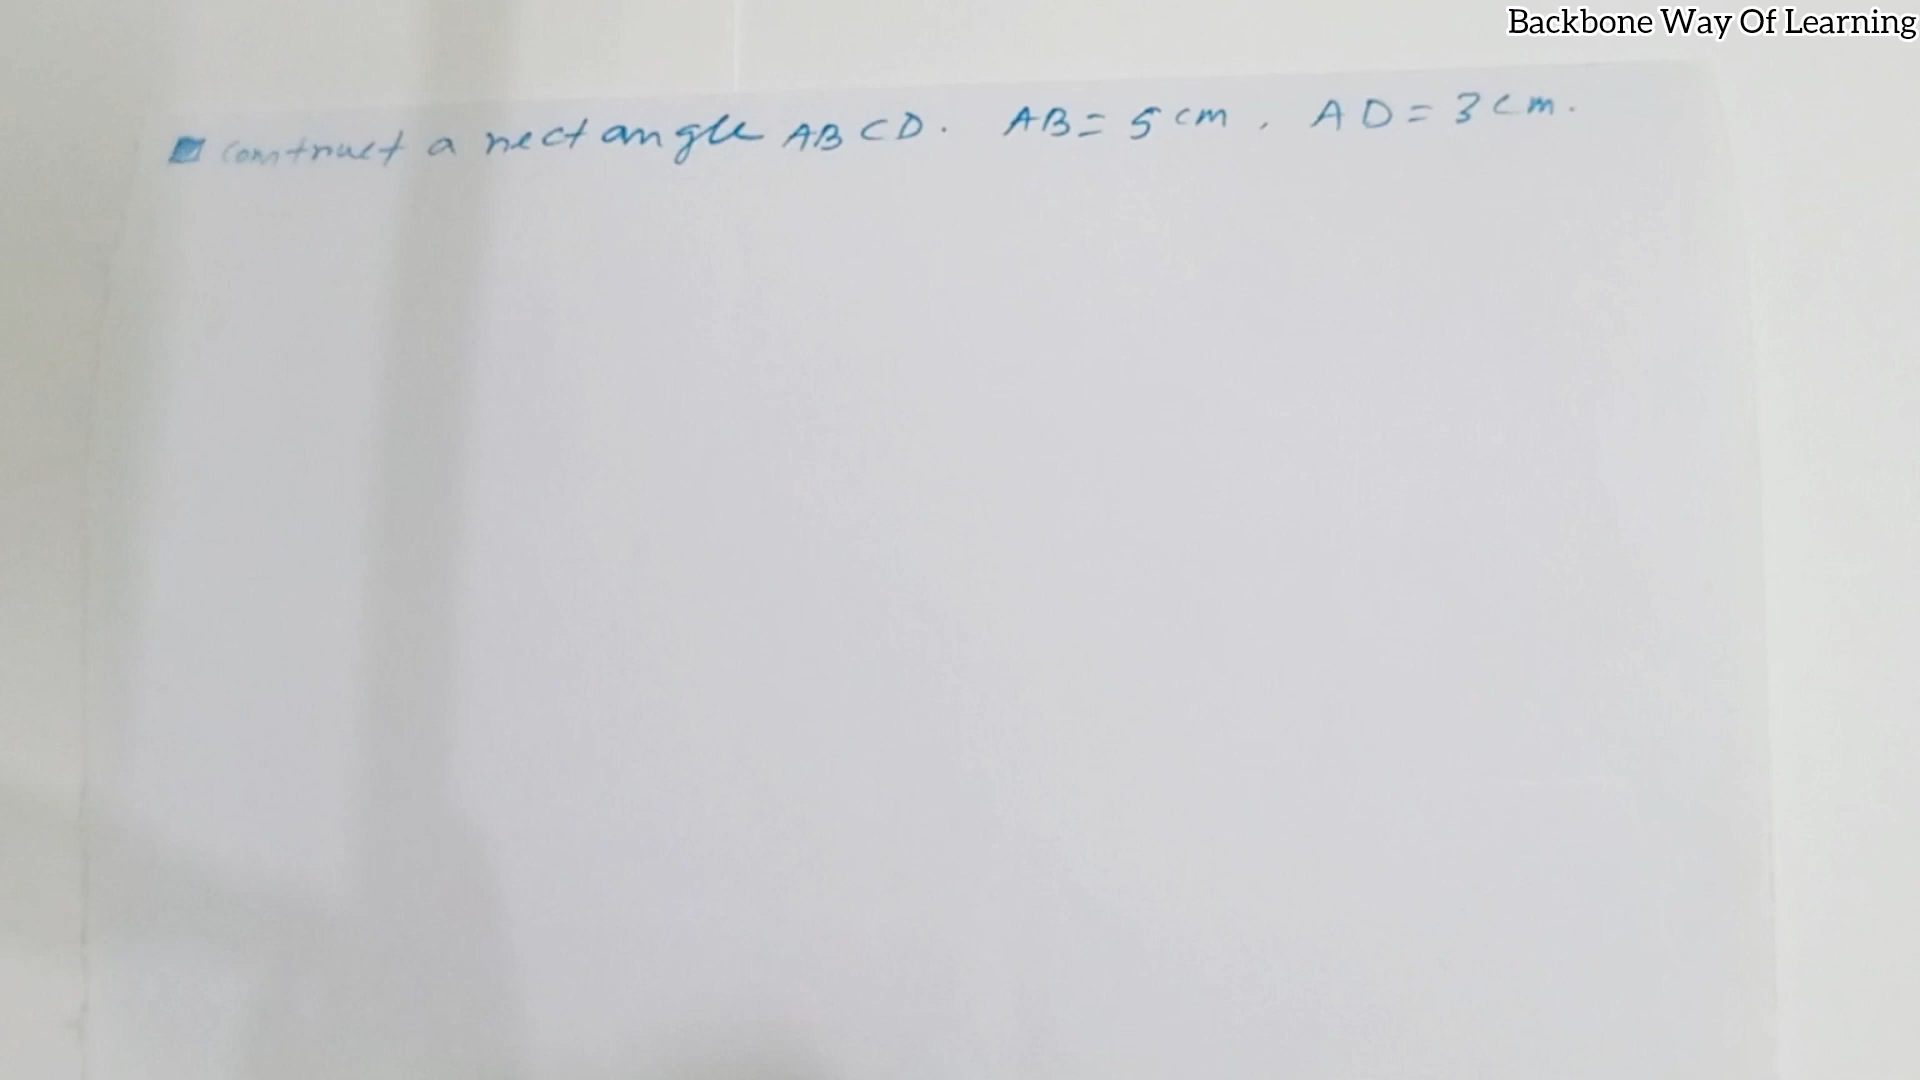 Backbone Way Of Learning
construct a rectangle ABCD. AB = 5 cm, AD = 3 cm.